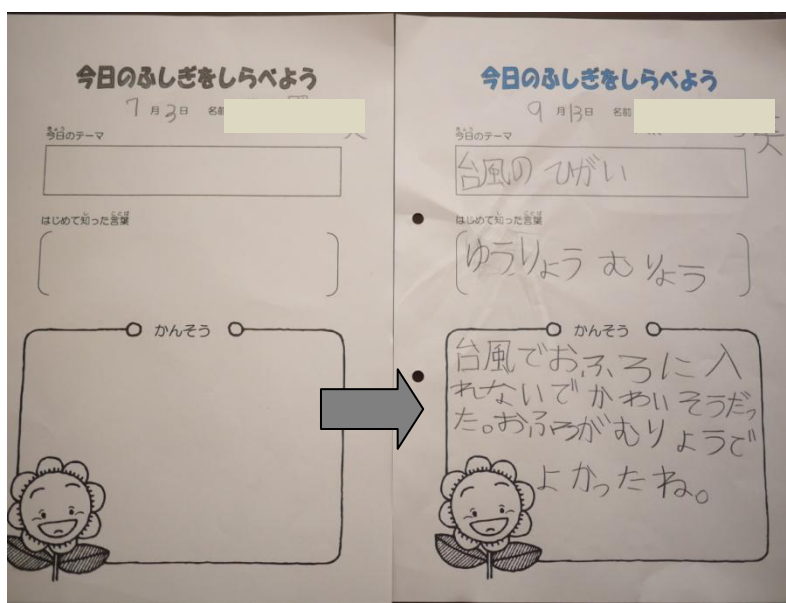 今日のふしぎをしらべよう
7月3日 名前
今日のテーマ
はじめて知った言葉
かんそう
今日のふしぎをしらべよう
9月13日 名前
今日のテーマ
台風のひがい
はじめて知った言葉
ゆうりょう むりょう
かんそう
台風でおふろに入
れないでかわいそうだっ
た。おふろがむりょうで
よかったね。